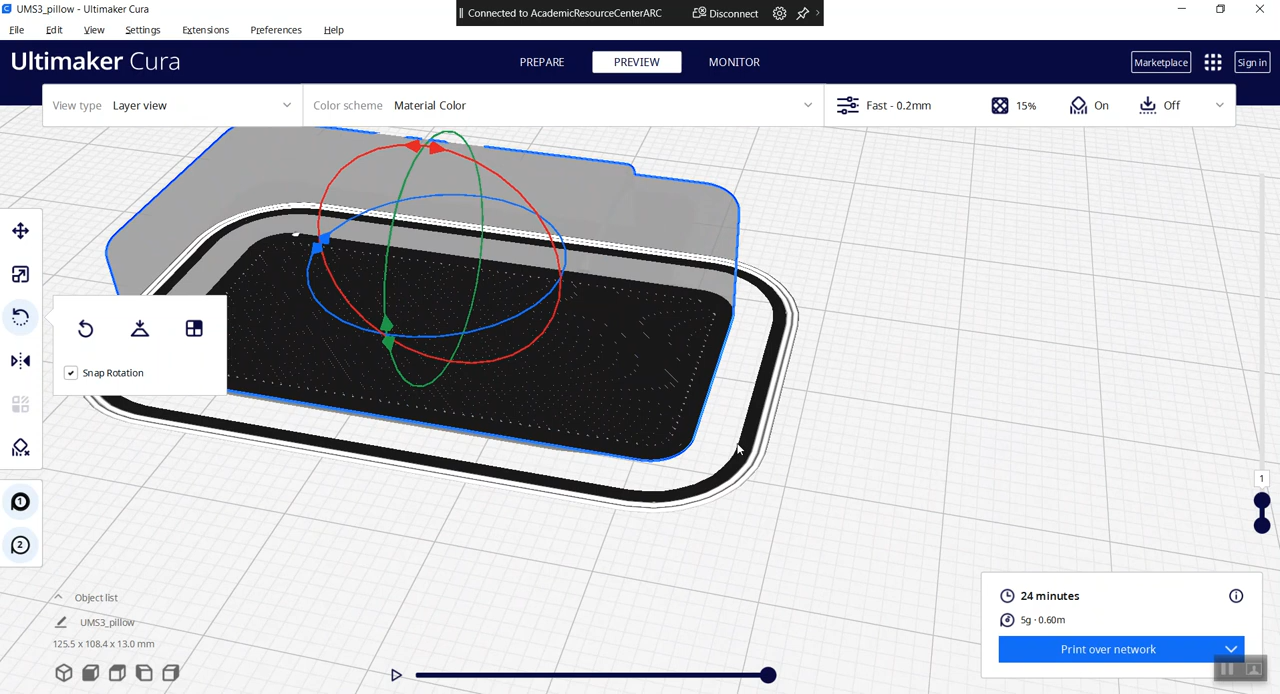 UMS3_pillow - Ultimaker Cura
Connected to AcademicResourceCenterARC Disconnect
File Edit View Settings Extensions Preferences Help
Ultimaker Cura PREPARE PREVIEW MONITOR Marketplace Sign in
View type Layer view Color scheme Material Color Fast - 0.2mm 15% On Off
Snap Rotation
1
1
2
24 minutes
Object list
5g · 0.60m
UMS3_pillow
125.5 x 108.4 x 13.0 mm
Print over network